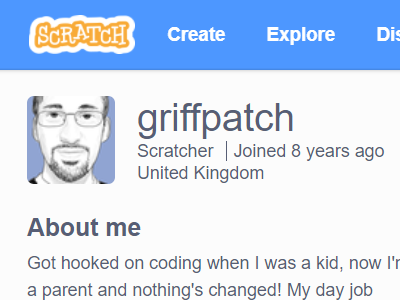 SCRATCH Create Explore
griffpatch
Scratcher | Joined 8 years ago
United Kingdom
About me
Got hooked on coding when I was a kid, now I'
a parent and nothing's changed! My day job